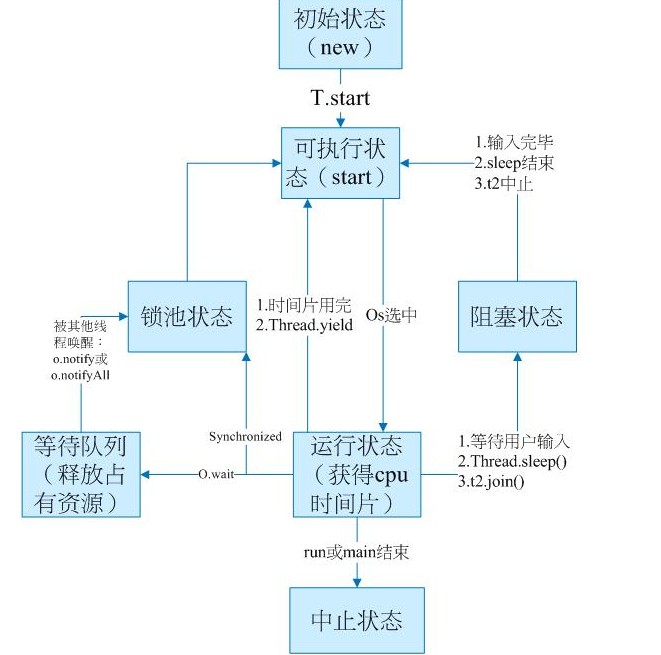 初始状态
（new）
T.start
可执行状
态（start）
1.输入完毕
2.sleep结束
3.t2中止
锁池状态
1.时间片用完
2.Thread.yield
Os选中
阻塞状态
被其他线
程唤醒：
o.notify或
o.notifyAll
等待队列
（释放占
有资源）
Synchronized
O.wait
运行状态
（获得cpu
时间片）
1.等待用户输入
2.Thread.sleep()
3.t2.join()
run或main结束
中止状态